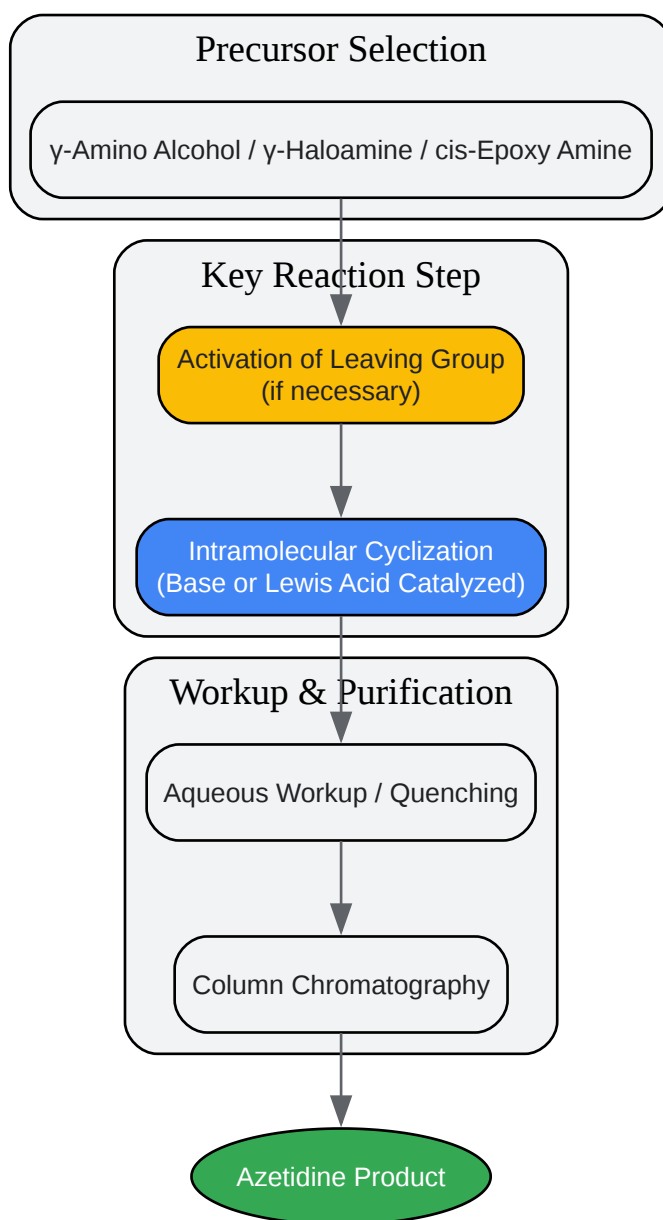 Precursor Selection
γ-Amino Alcohol / γ-Haloamine / cis-Epoxy Amine
Key Reaction Step
Activation of Leaving Group
(if necessary)
Intramolecular Cyclization
(Base or Lewis Acid Catalyzed)
Workup & Purification
Aqueous Workup / Quenching
Column Chromatography
Azetidine Product